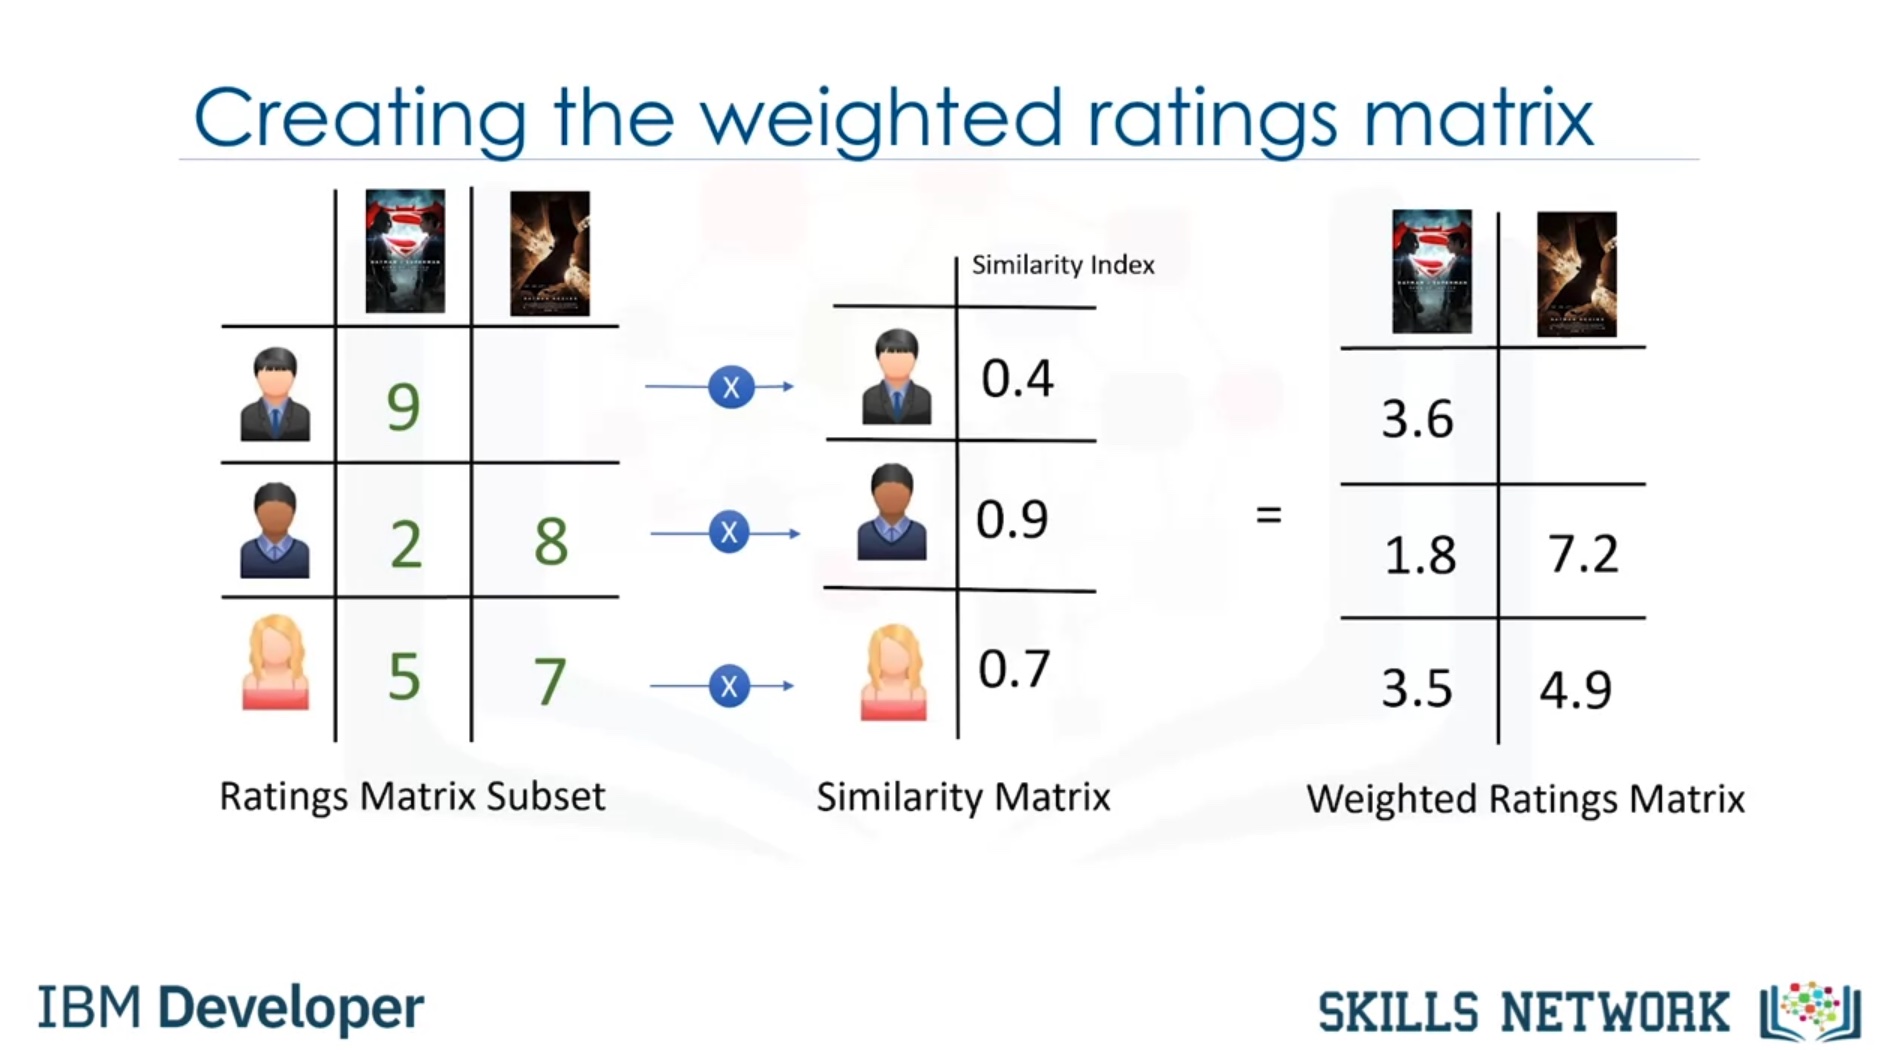 Creating the weighted ratings matrix
Similarity Index
9
X
0.4
3.6
2 8
X
0.9
=
1.8 7.2
5 7
X
0.7
3.5 4.9
Ratings Matrix Subset
Similarity Matrix
Weighted Ratings Matrix
IBM Developer
SKILLS NETWORK